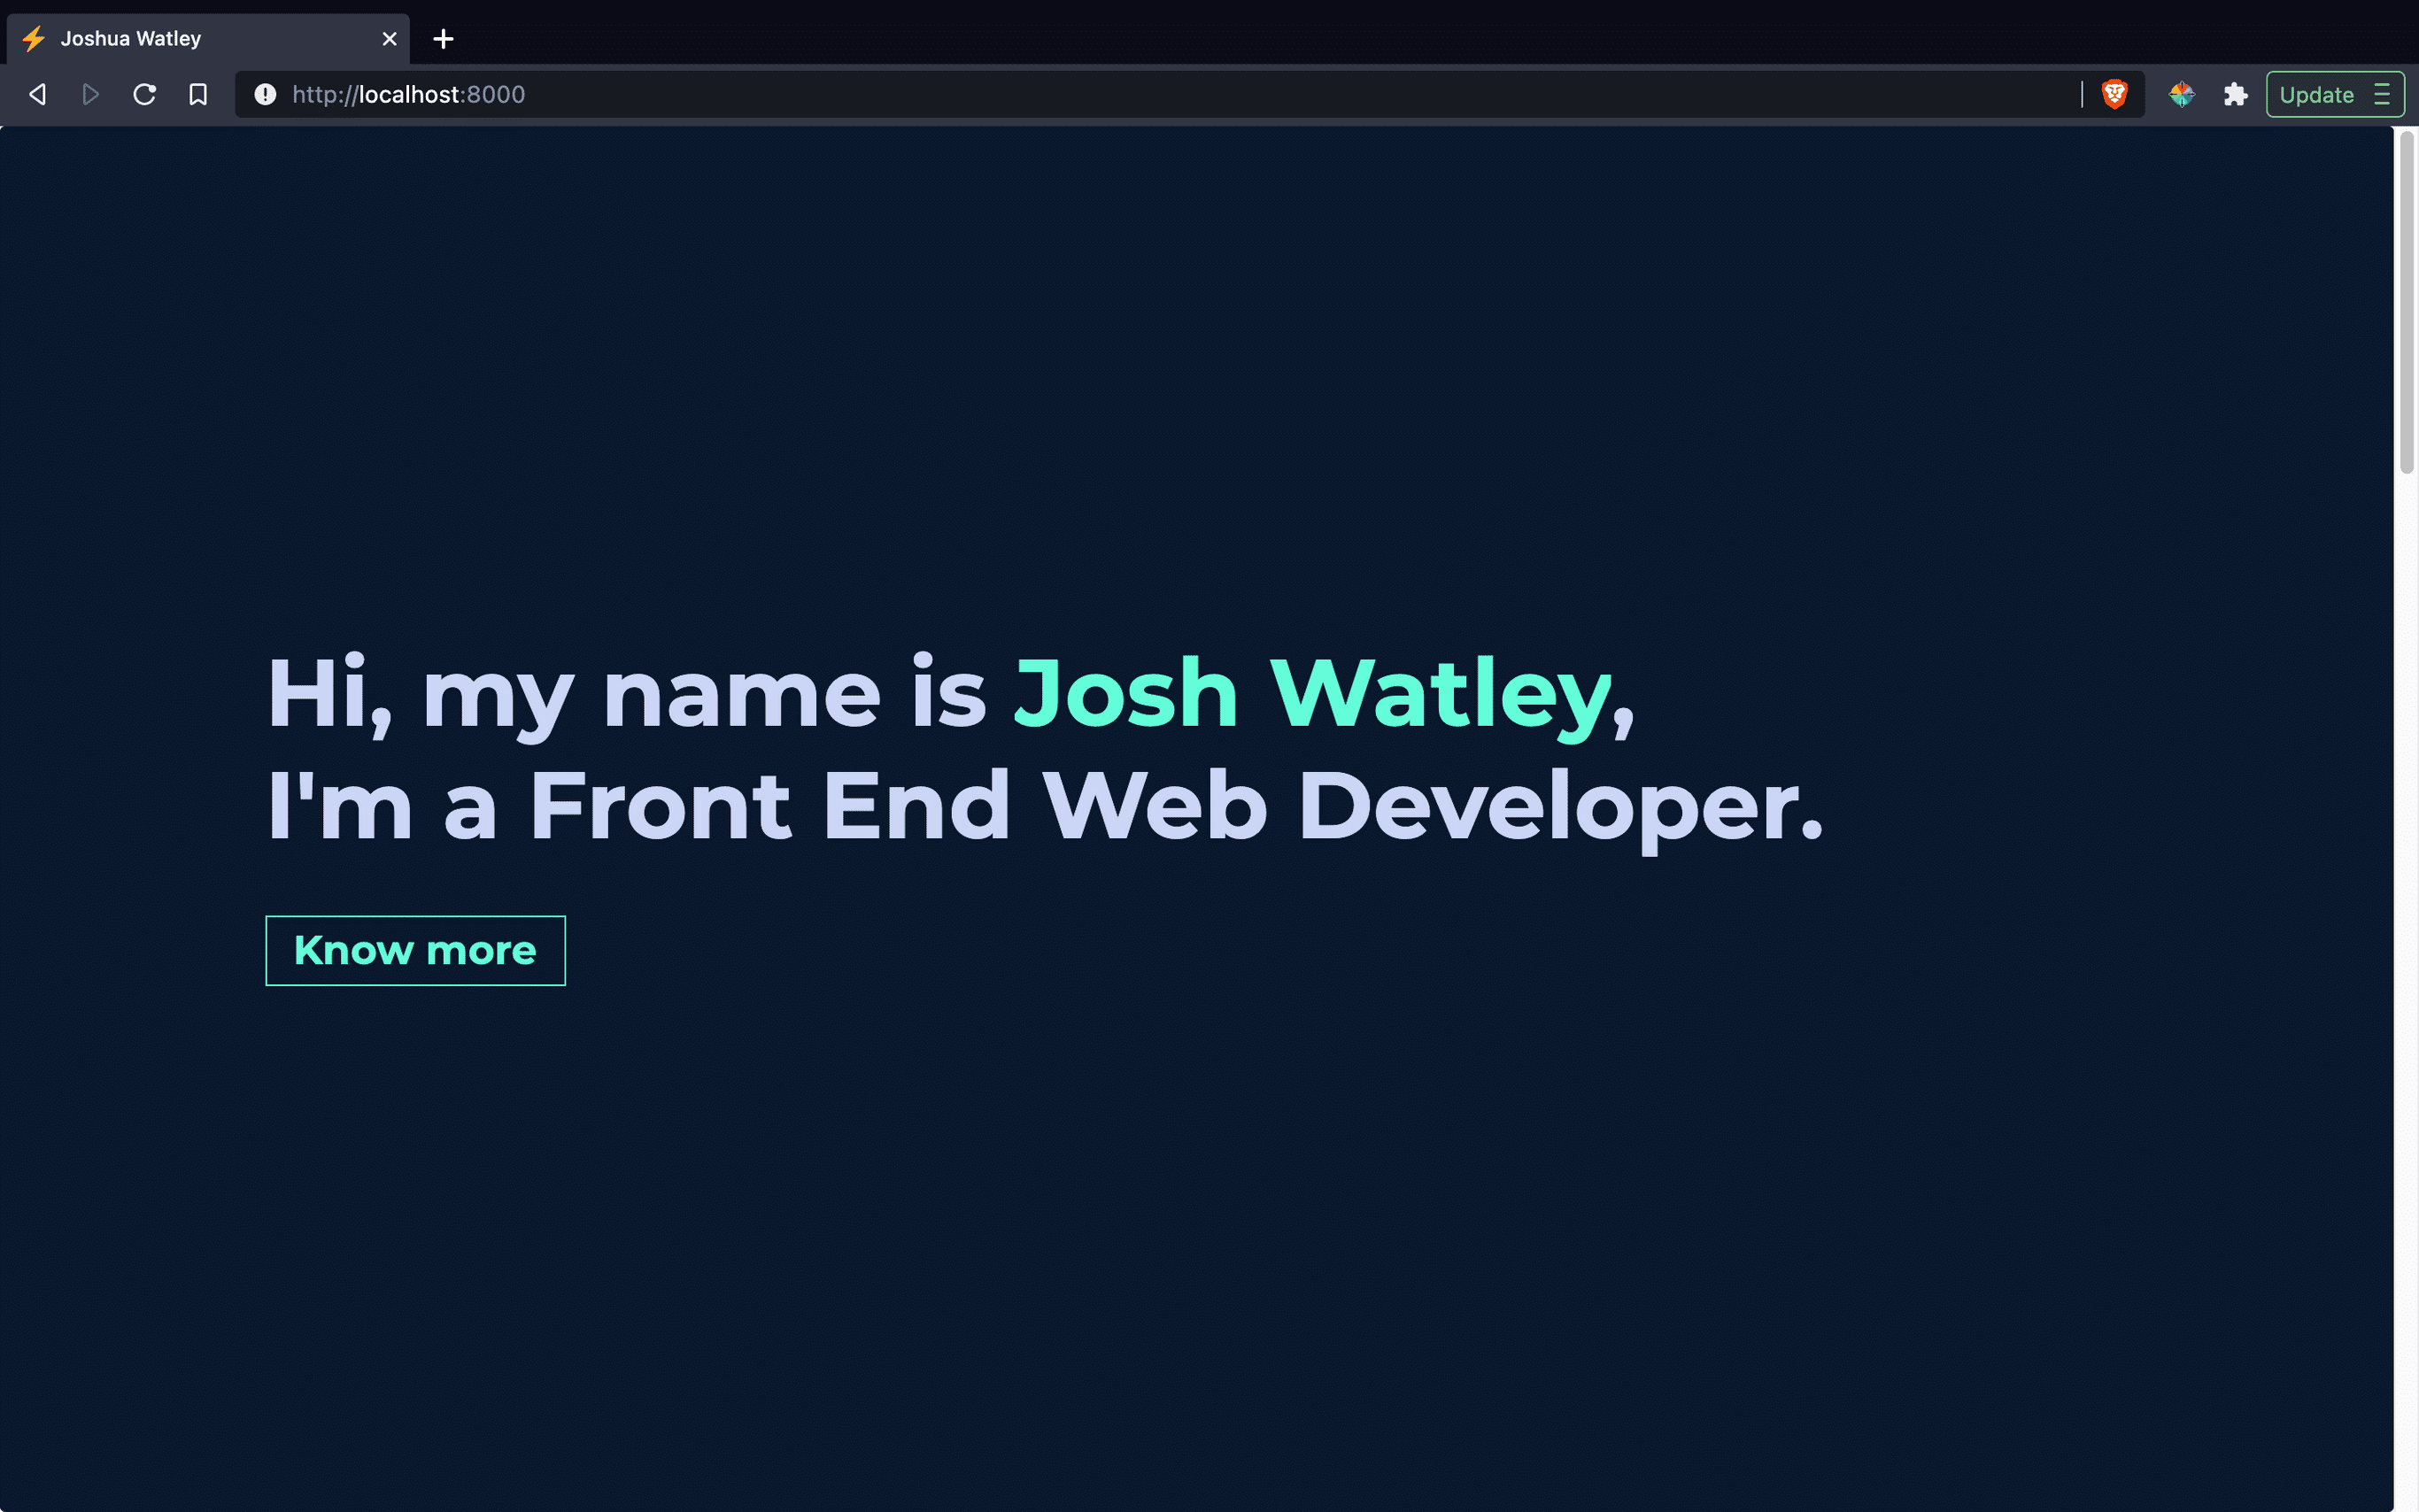 Joshua Watley
http://localhost:8000
Update
Hi, my name is Josh Watley,
I'm a Front End Web Developer.
Know more